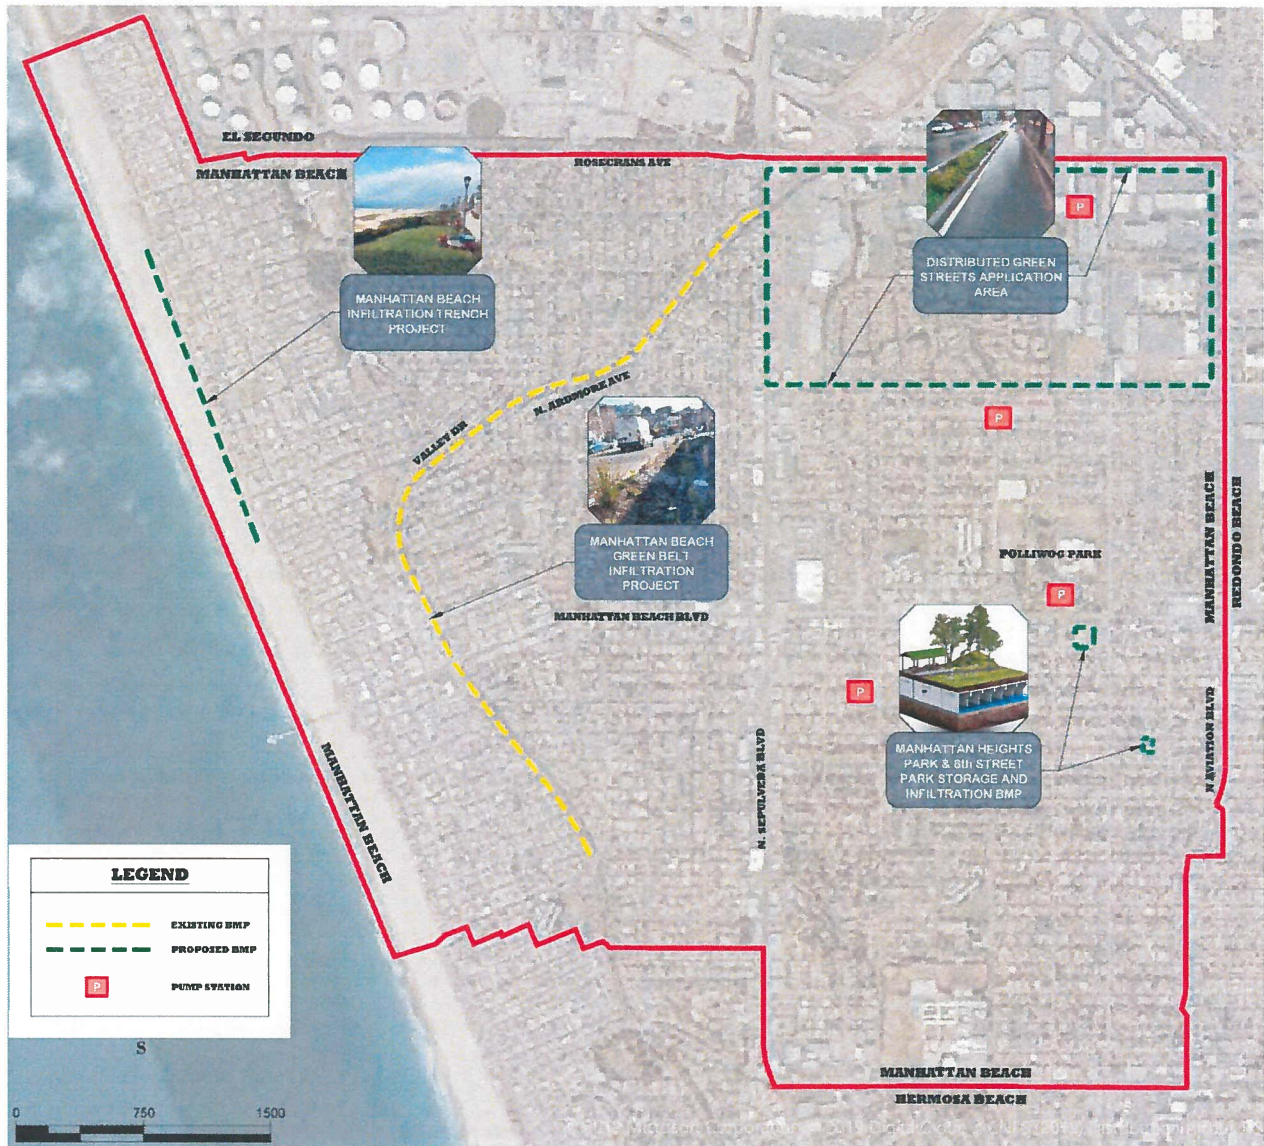 EL SEGUNDO
MANHATTAN BEACH
ROSECRANS AVE
P
DISTRIBUTED GREEN
STREETS APPLICATION
AREA
MANHATTAN BEACH
INFILTRATION TRENCH
PROJECT
N. ARDMORE AVE
VALLEY DR
P
MANHATTAN BEACH
GREEN BELT
INFILTRATION
PROJECT
MANHATTAN BEACH BLVD
POLLIWOG PARK
P
MANHATTAN BEACH
REDONDO BEACH
P
MANHATTAN HEIGHTS
PARK & 8th STREET
PARK STORAGE AND
INFILTRATION BMP
N. SEPULVEDA BLVD
N AVIATION BLVD
MANHATTAN BEACH
LEGEND
EXISTING BMP
PROPOSED BMP
P
PUMP STATION
S
0
750
1500
MANHATTAN BEACH
HERMOSA BEACH